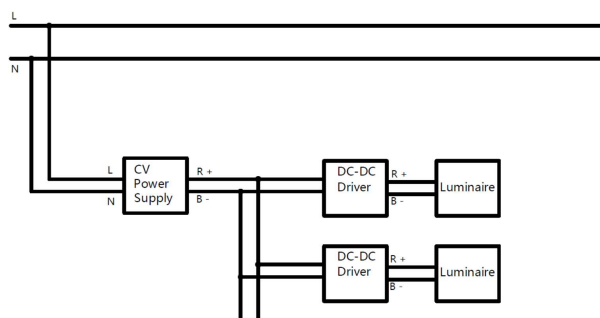 L
N
L
N
CV
Power
Supply
R +
B -
DC-DC
Driver
R +
B -
Luminaire
DC-DC
Driver
R +
B -
Luminaire